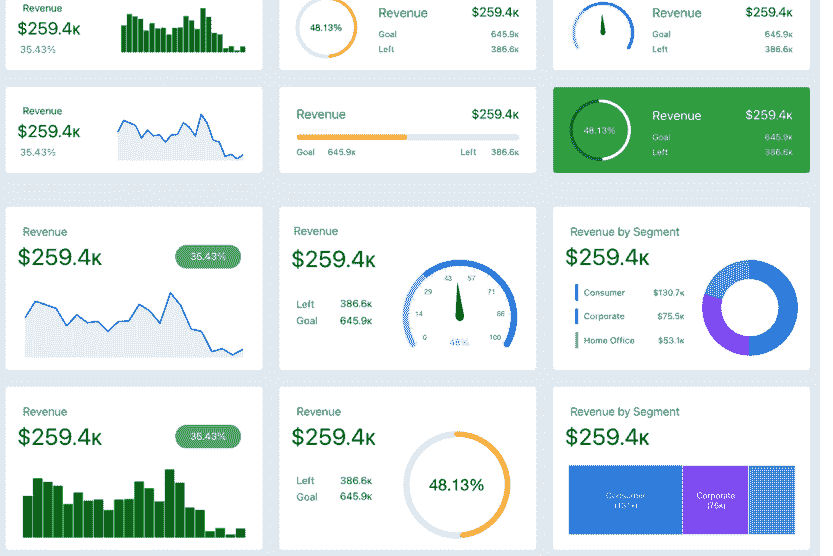 Revenue
$259.4K
35.43%
48.13%
Revenue $259.4K
Goal 645.9K
Left 386.6K
Revenue $259.4K
Goal 645.9K
Left 386.6K
Revenue
$259.4K
35.43%
Revenue $259.4K
Goal 645.9K Left 386.6K
48.13%
Revenue $259.4K
Goal 645.9K
Left 386.6K
Revenue
$259.4K
35.43%
Revenue
$259.4K
Left 386.6K
Goal 645.9K
0 14 29 43 57 71 86 100
48%
Revenue by Segment
$259.4K
Consumer $130.7K
Corporate $75.5K
Home Office $53.1K
Revenue
$259.4K
35.43%
Revenue
$259.4K
Left 386.6K
Goal 645.9K
48.13%
Revenue by Segment
$259.4K
Consumer
(131K)
Corporate
(76K)